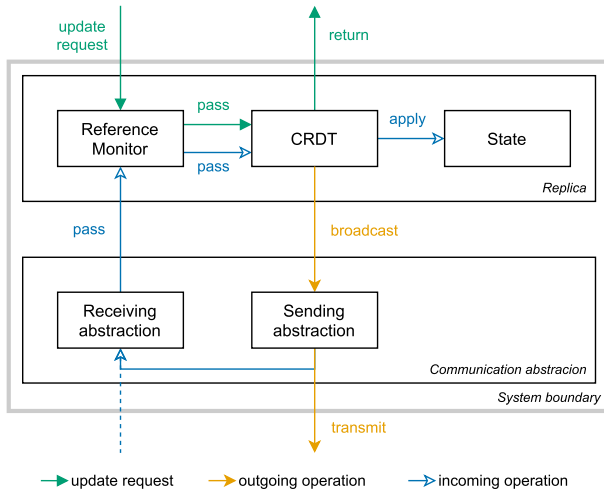 update
request
return
pass
Reference
Monitor
CRDT
apply
State
pass
Replica
pass
broadcast
Receiving
abstraction
Sending
abstraction
Communication abstracion
System boundary
transmit
update request
outgoing operation
incoming operation